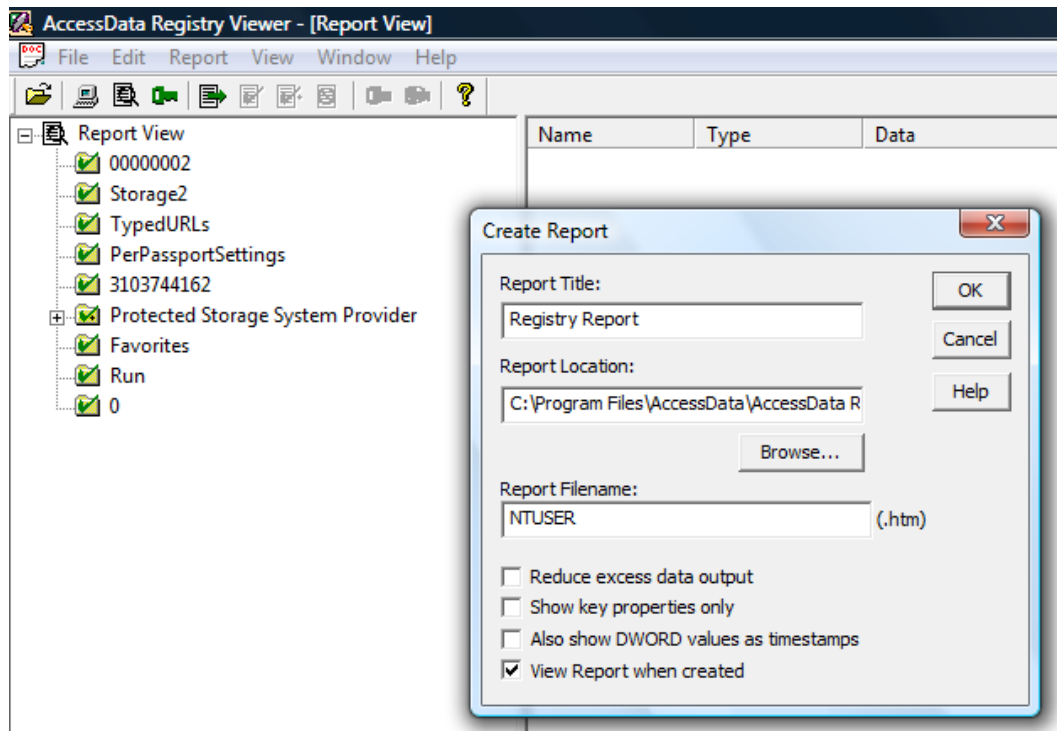 AccessData Registry Viewer - [Report View]
DOC File Edit Report View Window Help
Report View
00000002
Storage2
TypedURLs
PerPassportSettings
3103744162
Protected Storage System Provider
Favorites
Run
0
Name Type Data
Create Report
Report Title:
Registry Report
OK
Cancel
Report Location:
C:\Program Files\AccessData\AccessData R
Help
Browse...
Report Filename:
NTUSER (.htm)
Reduce excess data output
Show key properties only
Also show DWORD values as timestamps
View Report when created